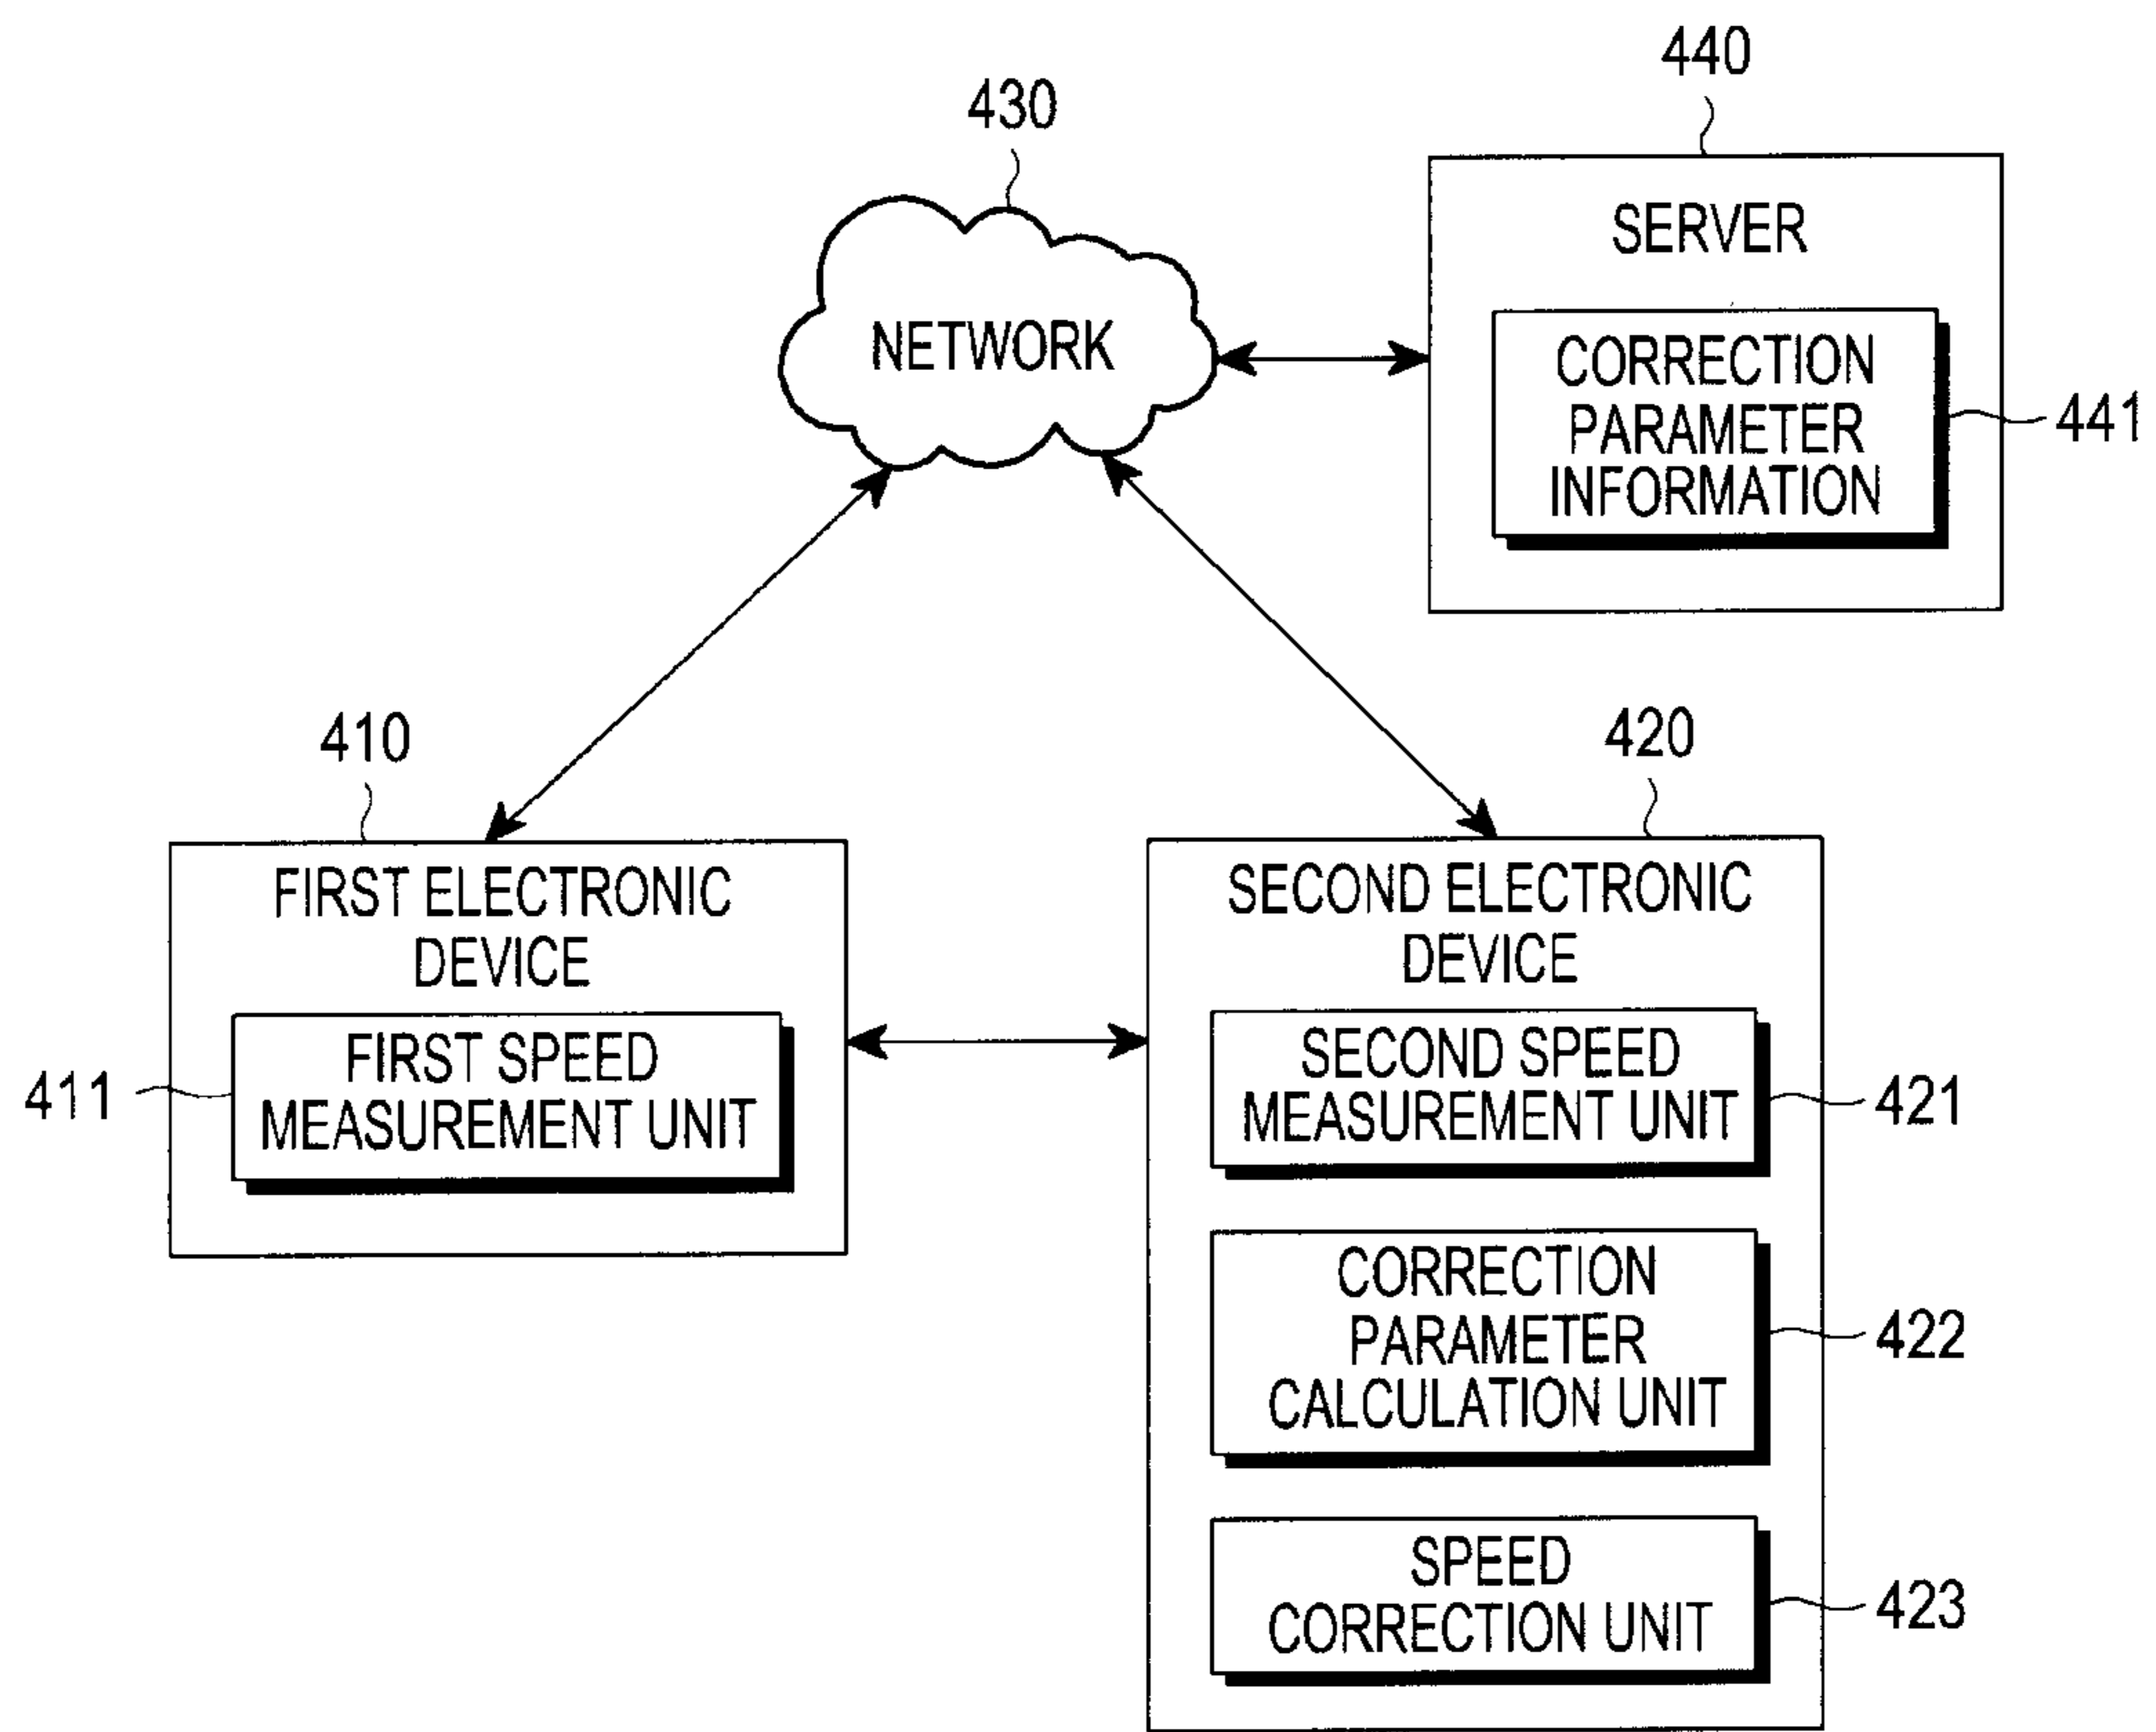 440
430
SERVER
NETWORK
CORRECTION
PARAMETER
INFORMATION
441
410
420
FIRST ELECTRONIC
DEVICE
SECOND ELECTRONIC
DEVICE
FIRST SPEED
MEASUREMENT UNIT
411
SECOND SPEED
MEASUREMENT UNIT
421
CORRECTION
PARAMETER
CALCULATION UNIT
422
SPEED
CORRECTION UNIT
423